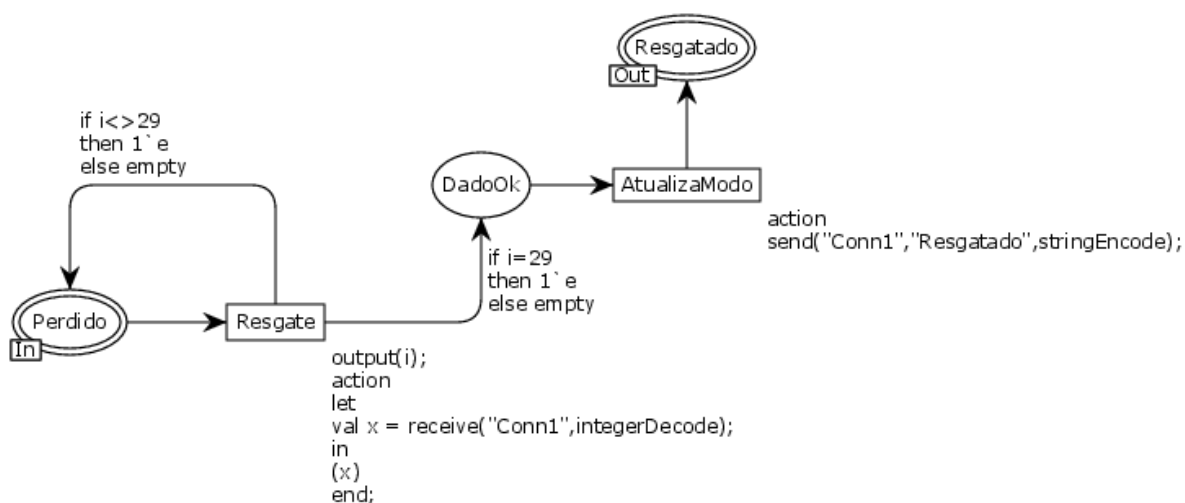 Resgatado
Out
if i<>29
then 1`e
else empty
DadoOk
AtualizaModo
action
send("Conn1","Resgatado",stringEncode);
if i=29
then 1`e
else empty
Perdido
In
Resgate
output(i);
action
let
val x = receive("Conn1",integerDecode);
in
(x)
end;